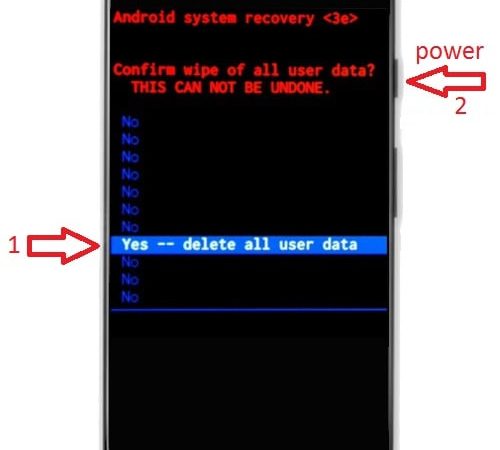 Android system recovery <3e>
power
Confirm wipe of all user data?
THIS CAN NOT BE UNDONE.
2
No
No
No
No
No
No
No
1
Yes -- delete all user data
No
No
No